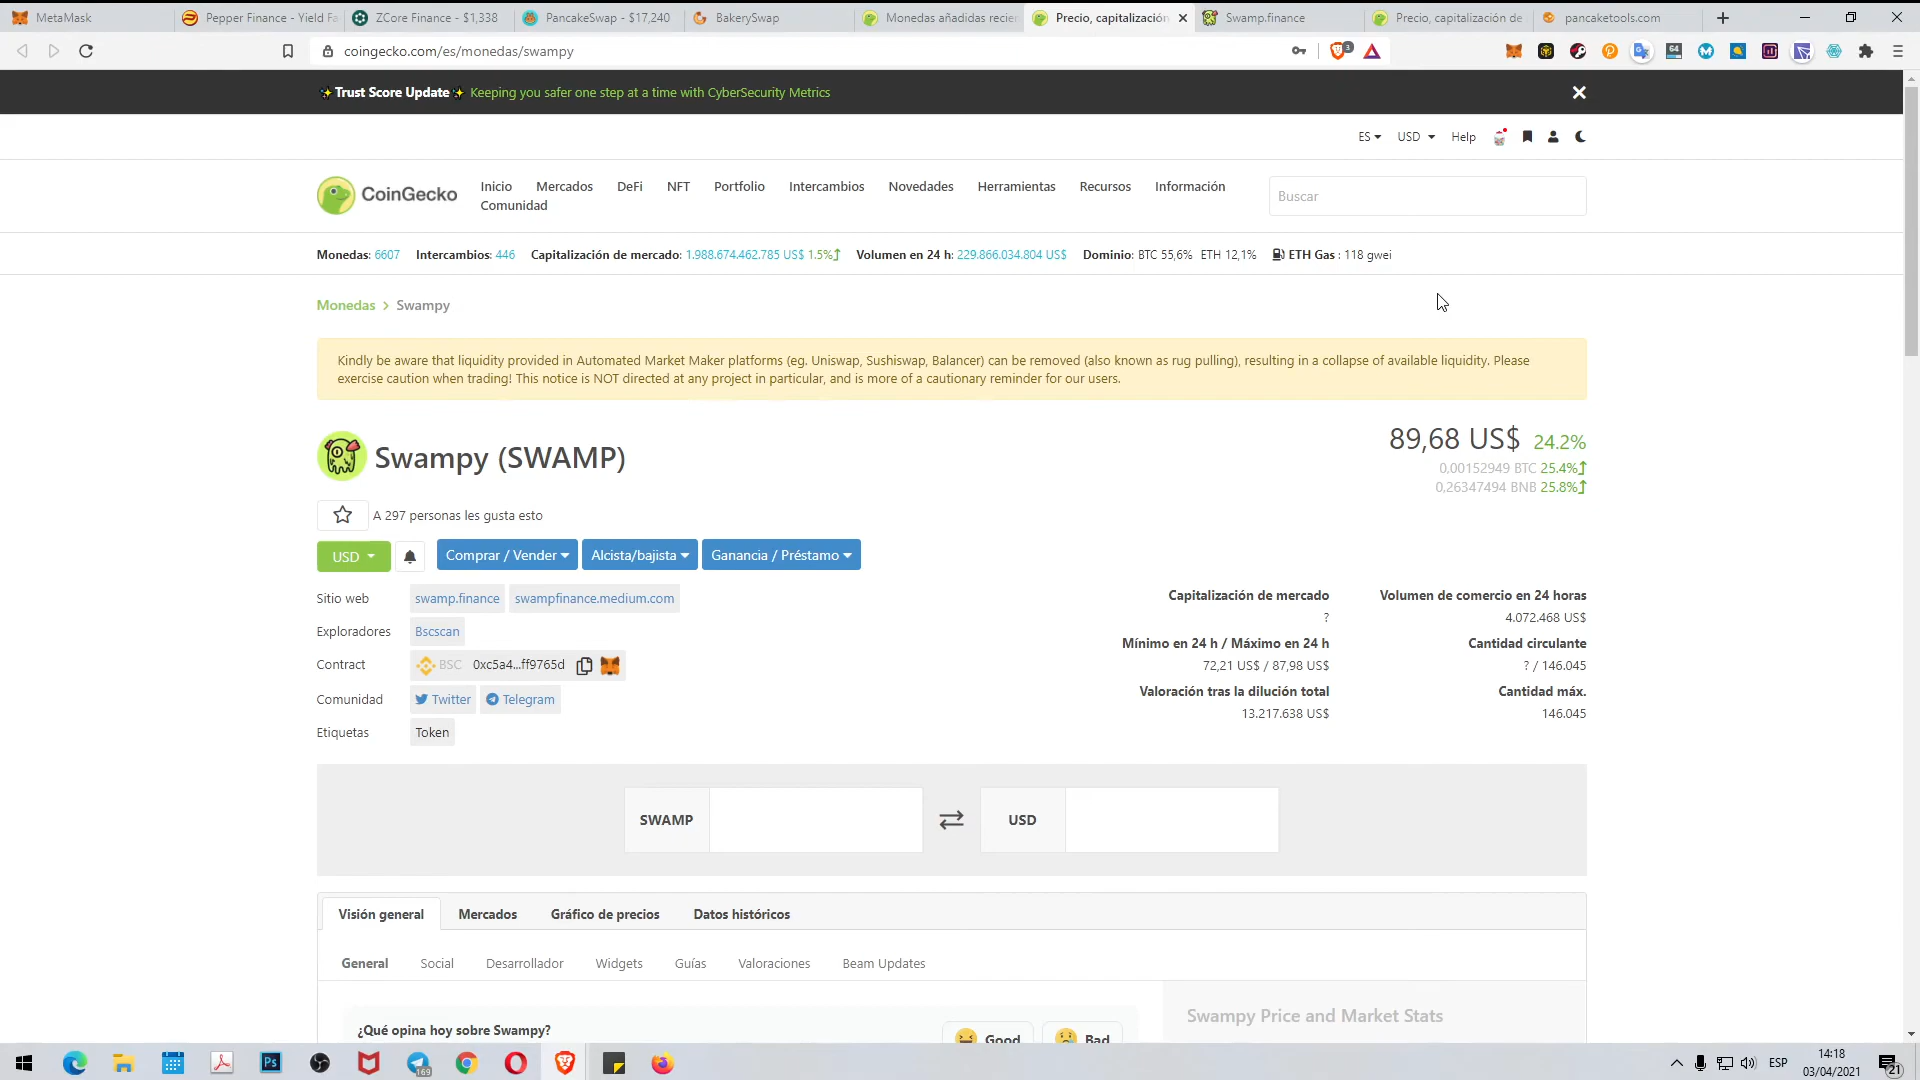 MetaMask
Pepper Finance - Yield Fa
ZCore Finance - $1,338
PancakeSwap - $17,240
BakerySwap
Monedas añadidas recien
Precio, capitalización
Swamp.finance
Precio, capitalización de
pancaketools.com
coingecko.com/es/monedas/swampy
3
64
Trust Score Update
Keeping you safer one step at a time with CyberSecurity Metrics
ES
USD
Help
CoinGecko
Inicio
Mercados
DeFi
NFT
Portfolio
Intercambios
Novedades
Herramientas
Recursos
Información
Comunidad
Buscar
Monedas: 6607
Intercambios: 446
Capitalización de mercado: 1.988.674.462.785 US$ 1.5%
Volumen en 24 h: 229.866.034.804 US$
Dominio: BTC 55,6% ETH 12,1%
ETH Gas : 118 gwei
Monedas > Swampy
Kindly be aware that liquidity provided in Automated Market Maker platforms (eg. Uniswap, Sushiswap, Balancer) can be removed (also known as rug pulling), resulting in a collapse of available liquidity. Please
exercise caution when trading! This notice is NOT directed at any project in particular, and is more of a cautionary reminder for our users.
Swampy (SWAMP)
89,68 US$ 24.2%
0,00152949 BTC 25.4%
0,26347494 BNB 25.8%
A 297 personas les gusta esto
USD
Comprar / Vender
Alcista/bajista
Ganancia / Préstamo
Sitio web
swamp.finance
swampfinance.medium.com
Exploradores
Bscscan
Contract
BSC
0xc5a4...ff9765d
Comunidad
Twitter
Telegram
Etiquetas
Token
Capitalización de mercado
?
Volumen de comercio en 24 horas
4.072.468 US$
Mínimo en 24 h / Máximo en 24 h
72,21 US$ / 87,98 US$
Cantidad circulante
? / 146.045
Valoración tras la dilución total
13.217.638 US$
Cantidad máx.
146.045
SWAMP
USD
Visión general
Mercados
Gráfico de precios
Datos históricos
General
Social
Desarrollador
Widgets
Guías
Valoraciones
Beam Updates
¿Qué opina hoy sobre Swampy?
Good
Bad
Swampy Price and Market Stats
Ps
169
ESP
14:18
03/04/2021
21